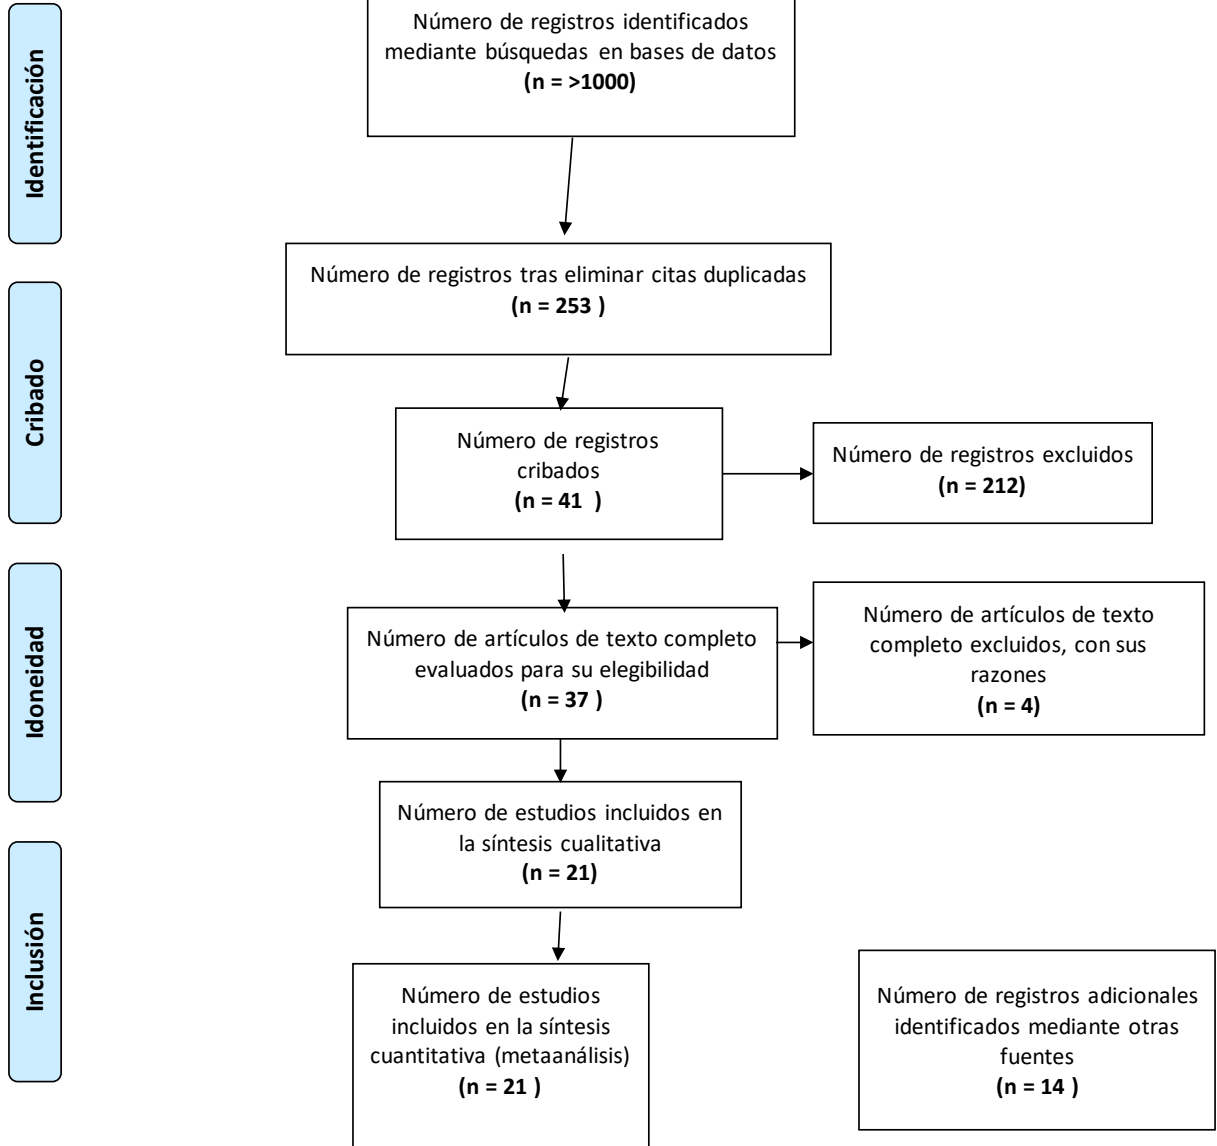 Identificación
Número de registros identificados
mediante búsquedas en bases de datos
(n = >1000)
Número de registros tras eliminar citas duplicadas
(n = 253 )
Cribado
Número de registros
cribados
(n = 41 )
Número de registros excluidos
(n = 212)
Idoneidad
Número de artículos de texto completo
evaluados para su elegibilidad
(n = 37 )
Número de artículos de texto
completo excluidos, con sus
razones
(n = 4)
Número de estudios incluidos en
la síntesis cualitativa
(n = 21)
Inclusión
Número de estudios
incluidos en la síntesis
cuantitativa (metaanálisis)
(n = 21 )
Número de registros adicionales
identificados mediante otras
fuentes
(n = 14 )